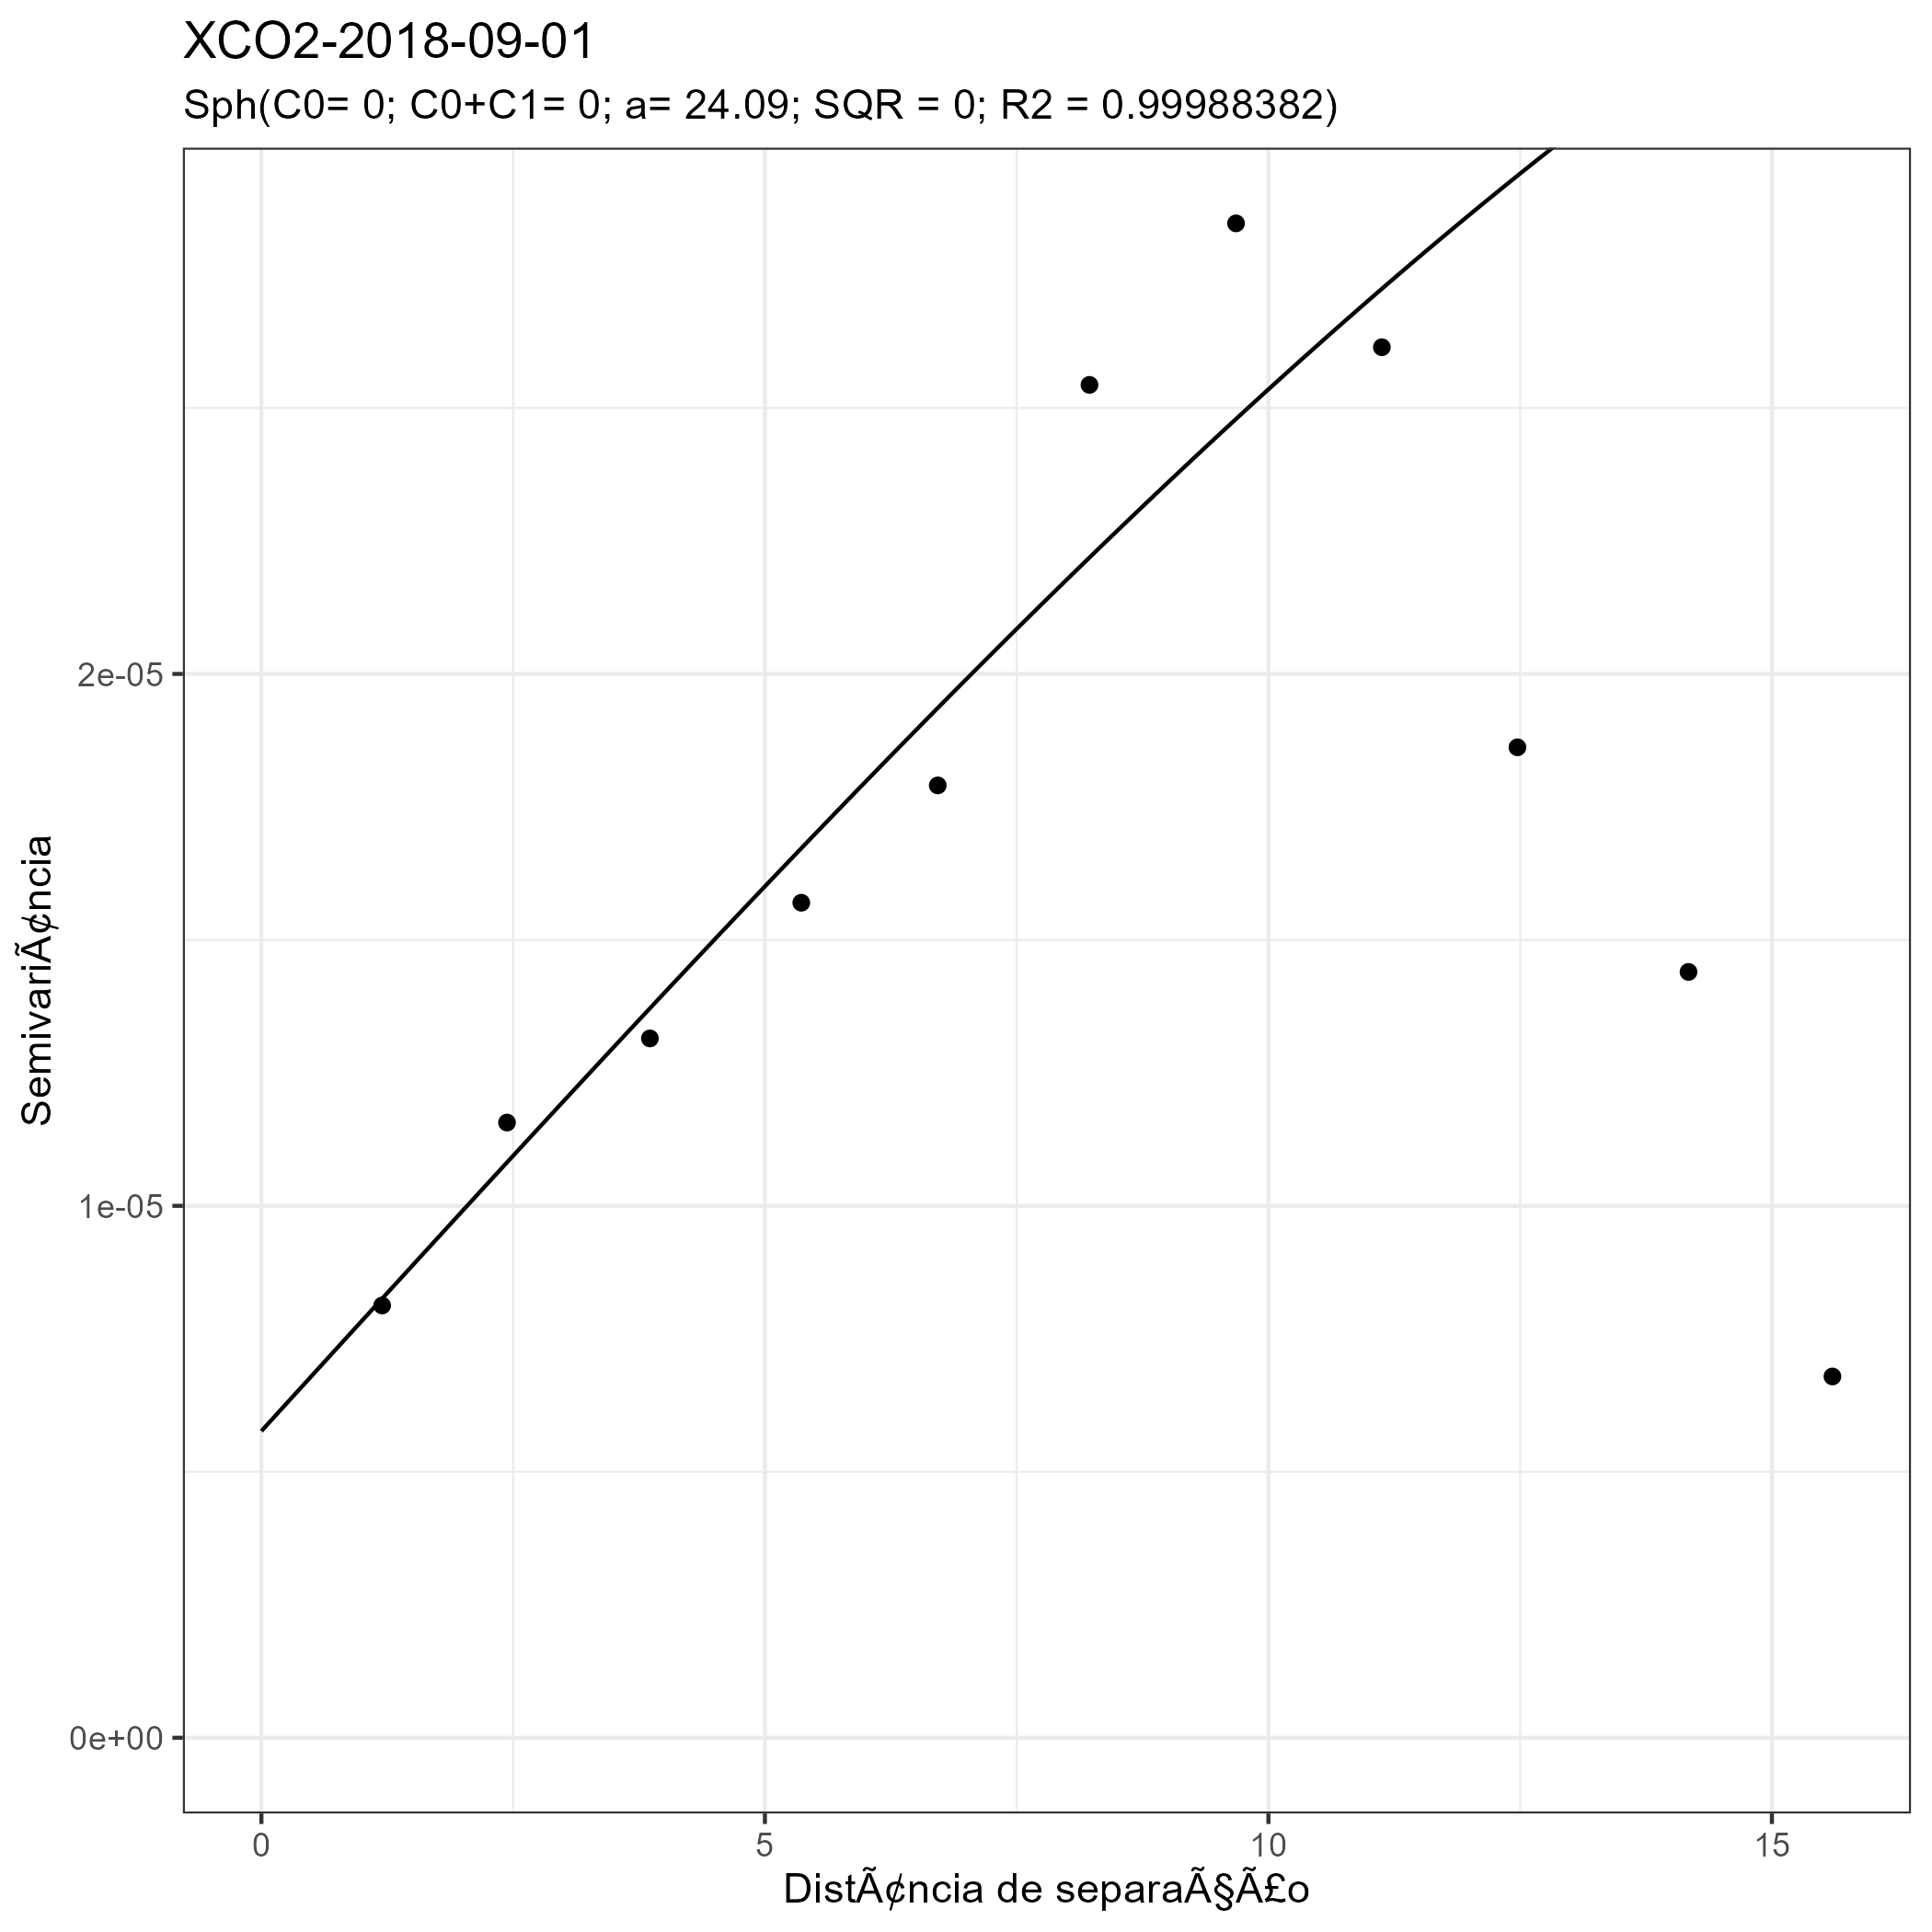 XCO2-2018-09-01
Sph(C0= 0; C0+C1= 0; a= 24.09; SQR = 0; R2 = 0.99988382)
SemivariÃ¢ncia
2e-05
1e-05
0e+00
0
5
10
15
DistÃ¢ncia de separaÃ§Ã£o